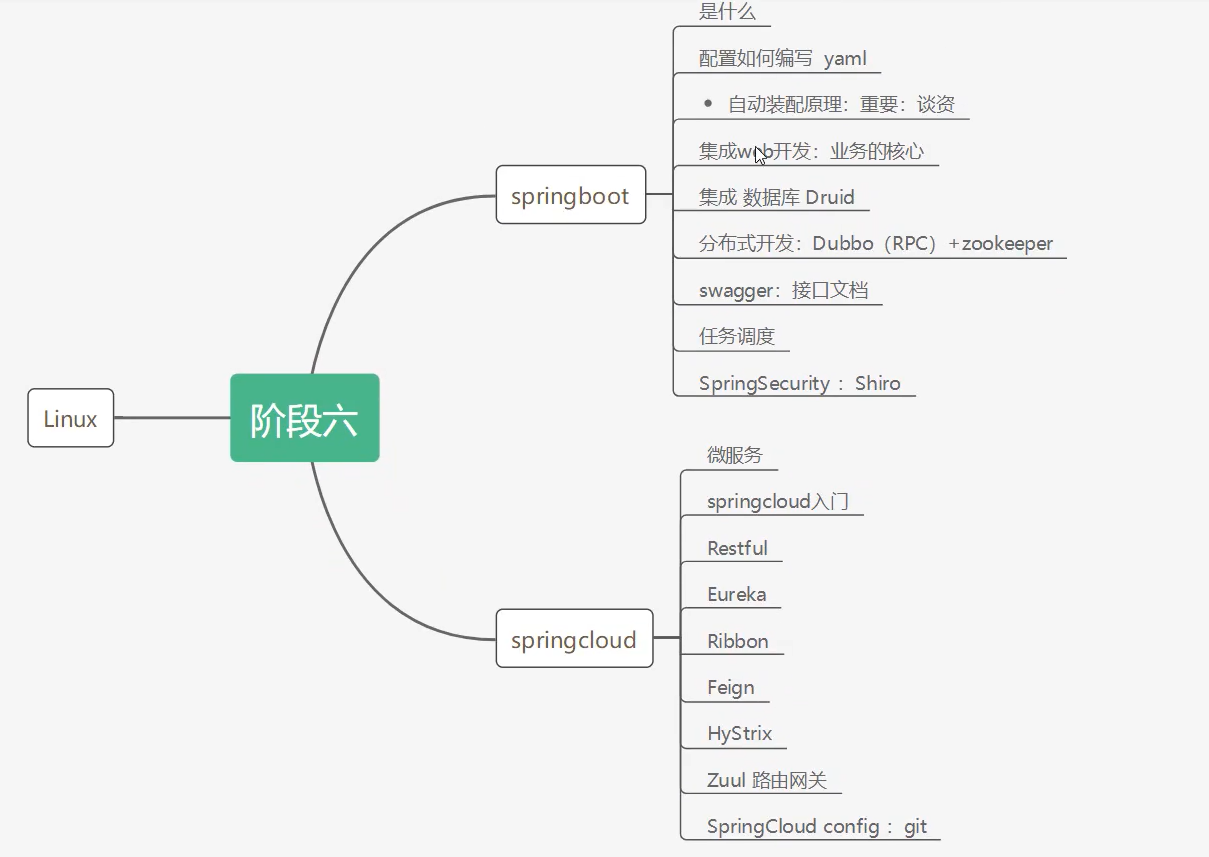 是什么
配置如何编写 yaml
自动装配原理：重要：谈资
集成web开发：业务的核心
springboot
集成 数据库 Druid
分布式开发：Dubbo（RPC）+zookeeper
swagger：接口文档
任务调度
SpringSecurity ：Shiro
Linux
阶段六
微服务
springcloud入门
Restful
Eureka
springcloud
Ribbon
Feign
HyStrix
Zuul 路由网关
SpringCloud config ：git